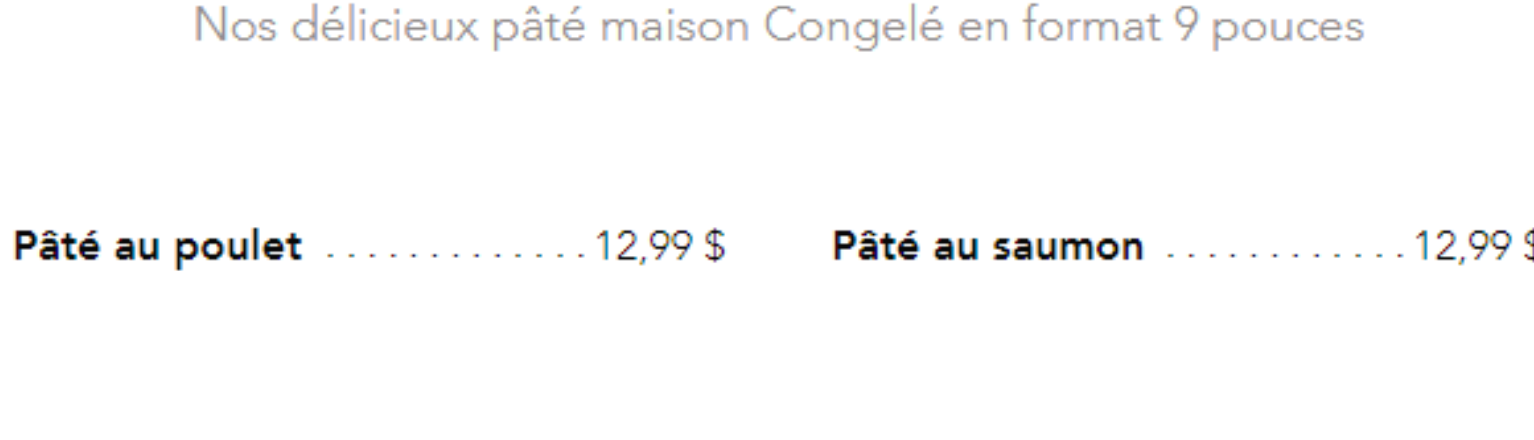 Nos délicieux pâté maison Congelé en format 9 pouces
Pâté au poulet ............. 12,99 $ Pâté au saumon ............ 12,99 $